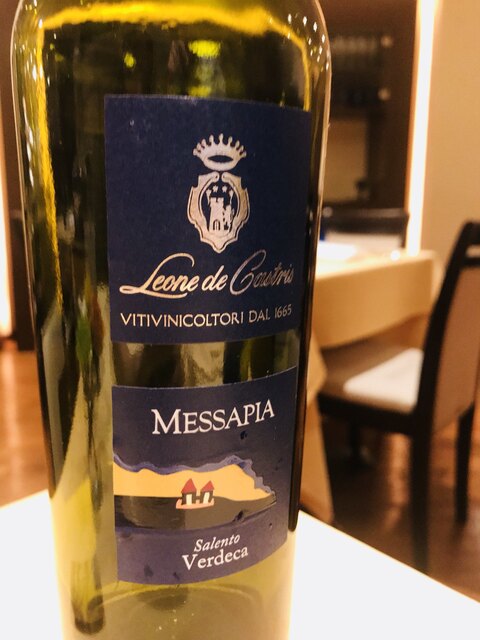 Leone de Castris
VITIVINICOLTORI DAL 1665
MESSAPIA
Salento
Verdeca